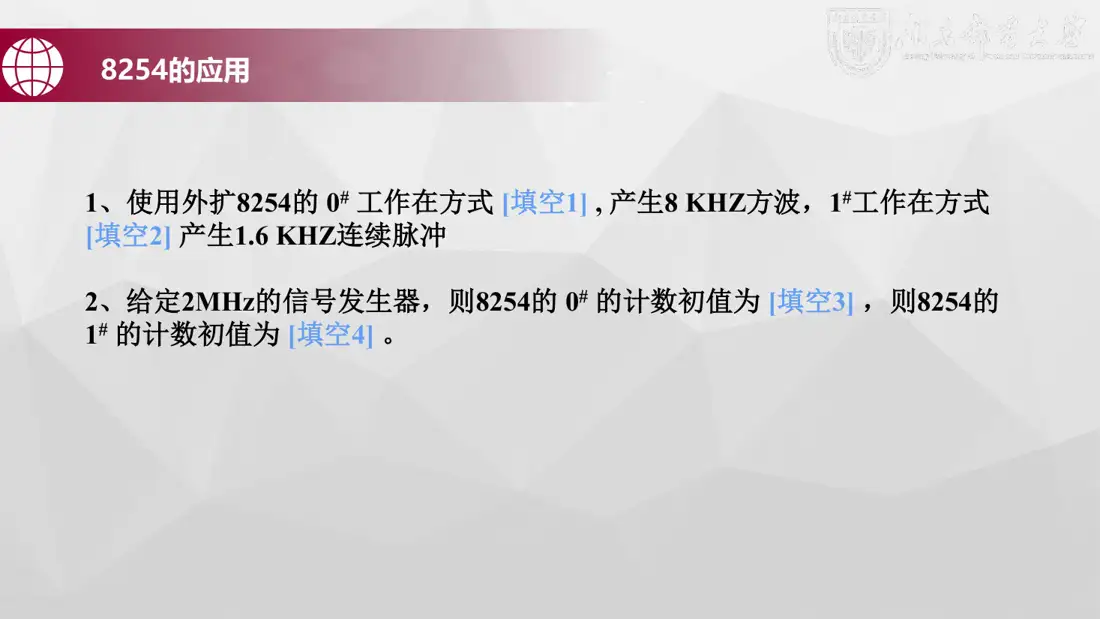 8254的应用
1、使用外扩8254的 0# 工作在方式 [填空1] , 产生8 KHZ方波，1#工作在方式
[填空2] 产生1.6 KHZ连续脉冲
2、给定2MHz的信号发生器，则8254的 0# 的计数初值为 [填空3] ，则8254的
1# 的计数初值为 [填空4] 。